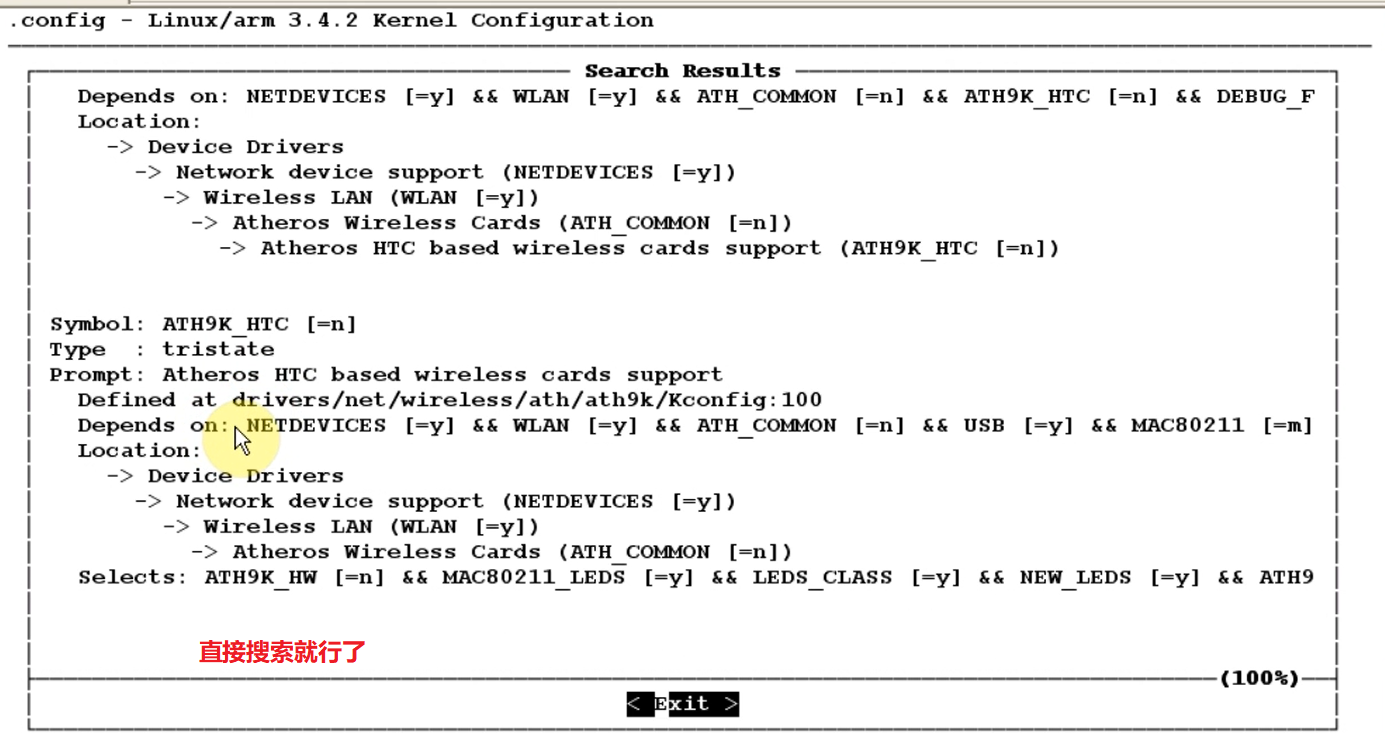 .config - Linux/arm 3.4.2 Kernel Configuration
Search Results
Depends on: NETDEVICES [=y] && WLAN [=y] && ATH_COMMON [=n] && ATH9K_HTC [=n] && DEBUG_F
Location:
-> Device Drivers
-> Network device support (NETDEVICES [=y])
-> Wireless LAN (WLAN [=y])
-> Atheros Wireless Cards (ATH_COMMON [=n])
-> Atheros HTC based wireless cards support (ATH9K_HTC [=n])
Symbol: ATH9K_HTC [=n]
Type : tristate
Prompt: Atheros HTC based wireless cards support
Defined at drivers/net/wireless/ath/ath9k/Kconfig:100
Depends on: NETDEVICES [=y] && WLAN [=y] && ATH_COMMON [=n] && USB [=y] && MAC80211 [=m]
Location:
-> Device Drivers
-> Network device support (NETDEVICES [=y])
-> Wireless LAN (WLAN [=y])
-> Atheros Wireless Cards (ATH_COMMON [=n])
Selects: ATH9K_HW [=n] && MAC80211_LEDS [=y] && LEDS_CLASS [=y] && NEW_LEDS [=y] && ATH9
直接搜索就行了
(100%)
< Exit >